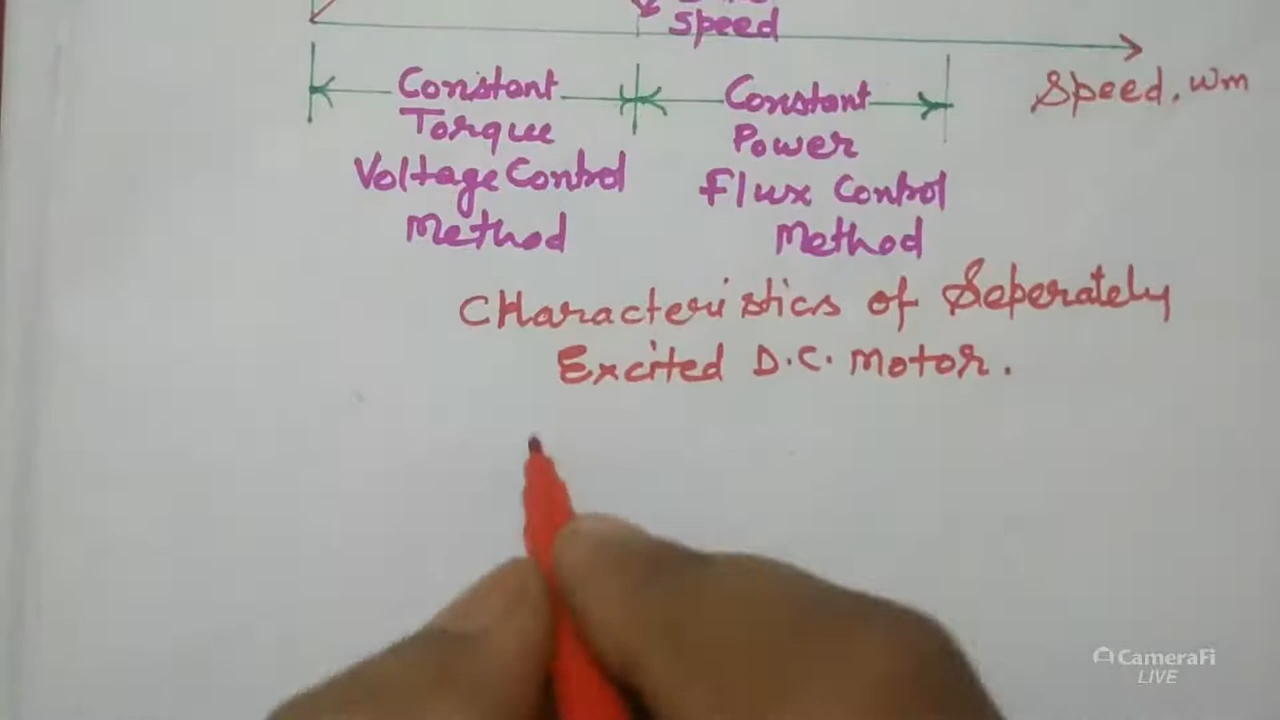 Speed
Constant
Torque
Voltage Control
Method
Constant
Power
Flux Control
Method
Speed. wm
Characteristics of Seperately
Excited D.C. Motor.
CameraFi
LIVE